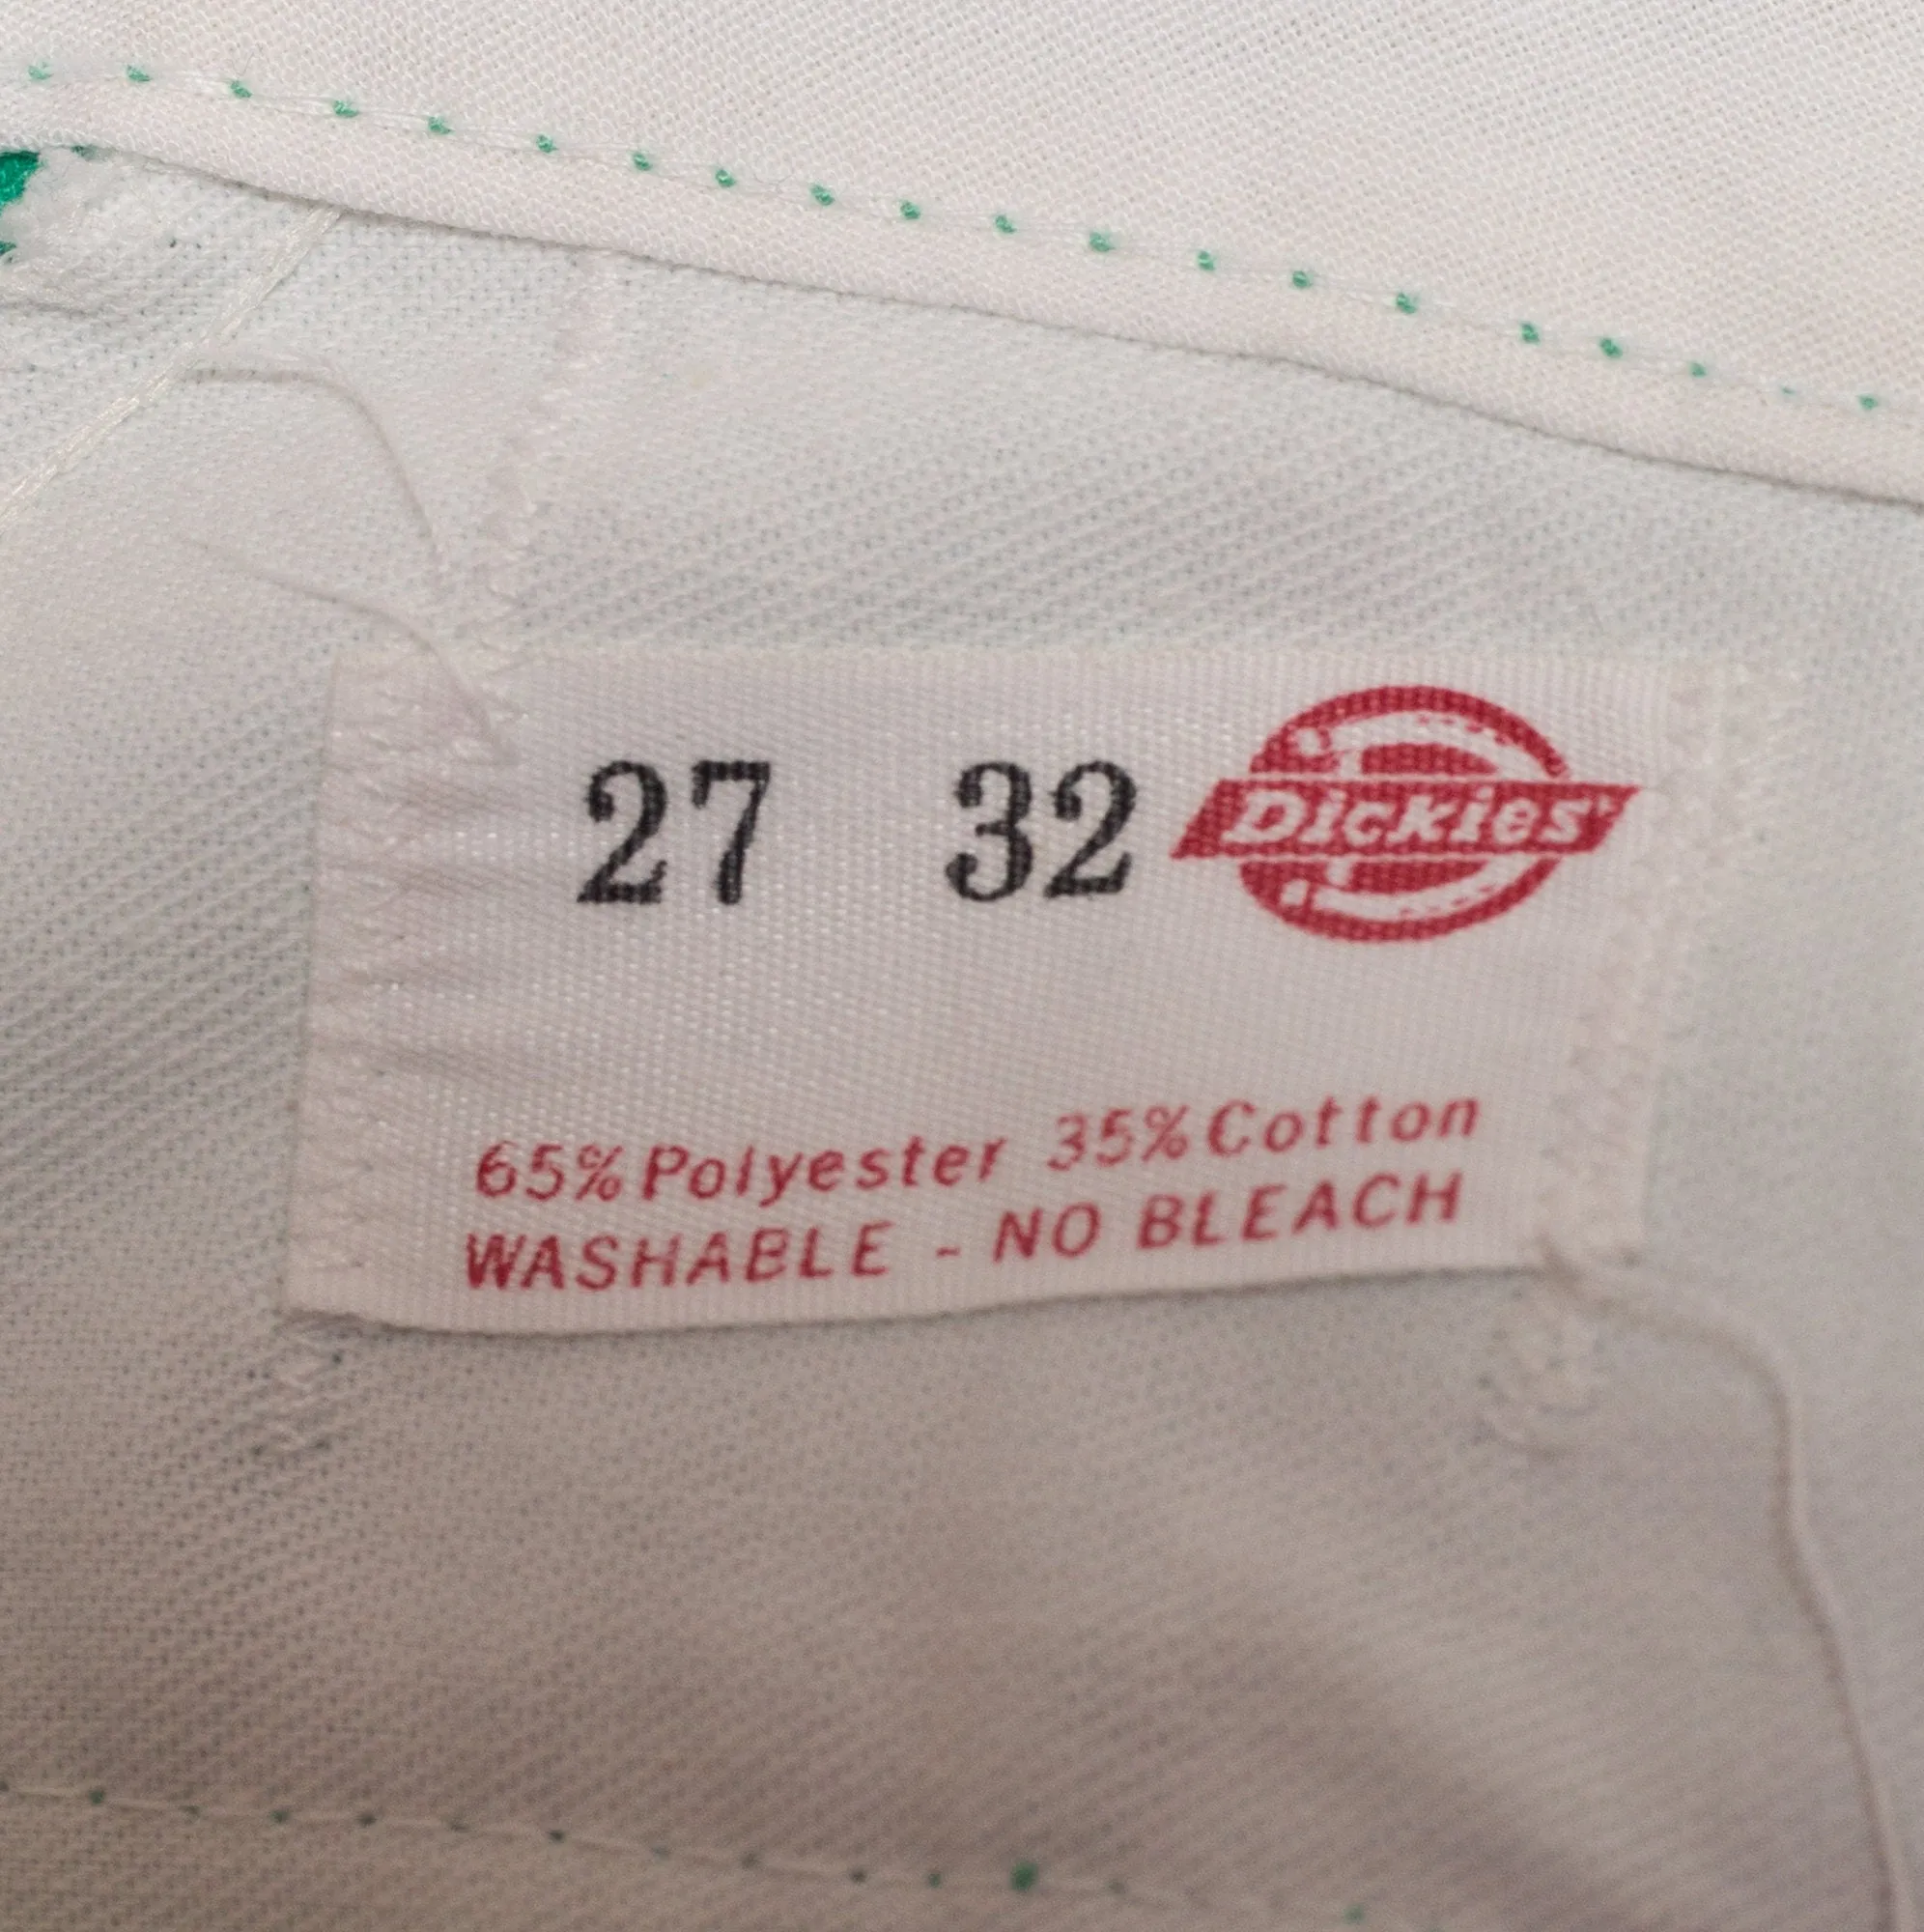 27 32 Dickies
65% Polyester 35% Cotton
WASHABLE - NO BLEACH